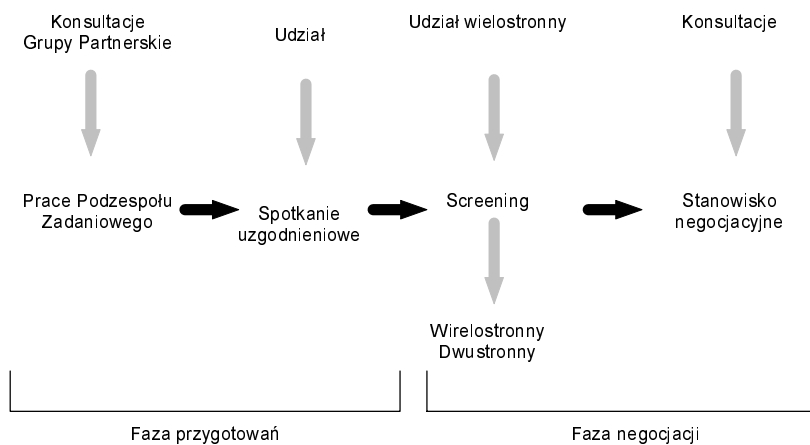 Konsultacje
Grupy Partnerskie
Udział
Udział wielostronny
Konsultacje
Prace Podzespołu
Zadaniowego
Spotkanie
uzgodnieniowe
Screening
Stanowisko
negocjacyjne
Wirelostronny
Dwustronny
Faza przygotowań
Faza negocjacji